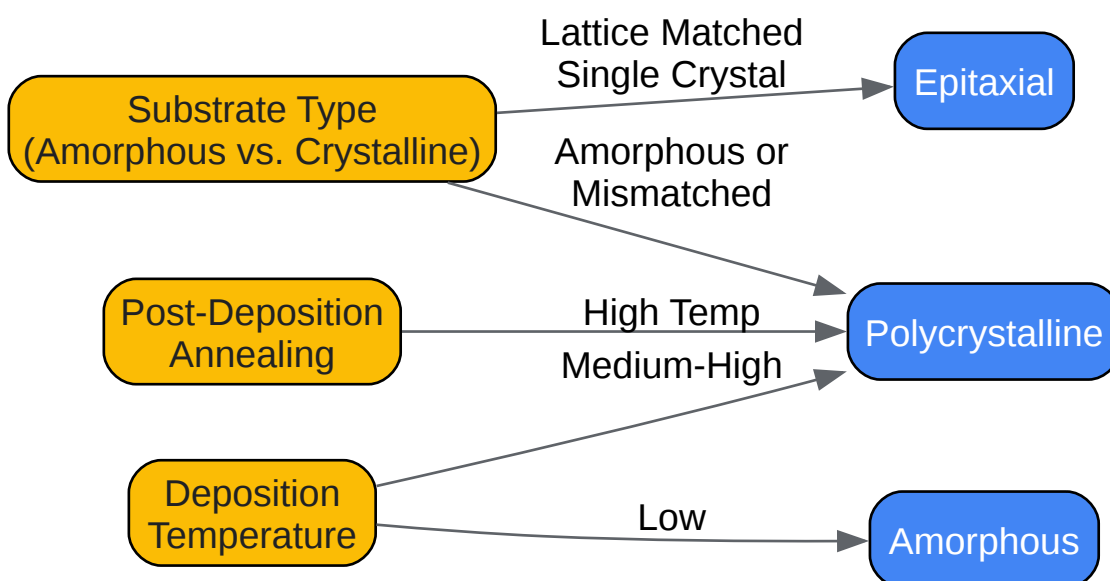 Lattice Matched
Single Crystal
Epitaxial
Substrate Type
(Amorphous vs. Crystalline)
Amorphous or
Mismatched
Post-Deposition
Annealing
High Temp
Polycrystalline
Medium-High
Deposition
Temperature
Low
Amorphous